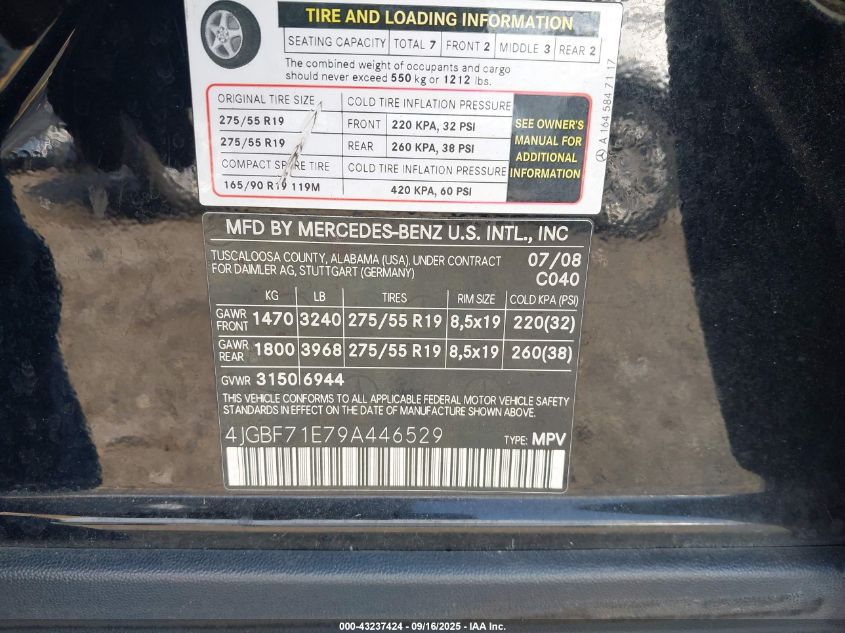 TIRE AND LOADING INFORMATION
SEATING CAPACITY TOTAL 7 FRONT 2 MIDDLE 3 REAR 2
The combined weight of occupants and cargo
should never exceed 550 kg or 1212 lbs.
ORIGINAL TIRE SIZE COLD TIRE INFLATION PRESSURE
275/55 R19 FRONT 220 KPA, 32 PSI
275/55 R19 REAR 260 KPA, 38 PSI
COMPACT SPARE TIRE COLD TIRE INFLATION PRESSURE
165/90 R19 119M 420 KPA, 60 PSI
SEE OWNER'S
MANUAL FOR
ADDITIONAL
INFORMATION
A 164 584 71 17
MFD BY MERCEDES-BENZ U.S. INTL., INC
TUSCALOOSA COUNTY, ALABAMA (USA). UNDER CONTRACT 07/08
FOR DAIMLER AG, STUTTGART (GERMANY) C040
KG LB TIRES RIM SIZE COLD KPA (PSI)
GAWR FRONT 1470 3240 275/55 R19 8,5x19 220(32)
GAWR REAR 1800 3968 275/55 R19 8,5x19 260(38)
GVWR 3150 6944
THIS VEHICLE CONFORMS TO ALL APPLICABLE FEDERAL MOTOR VEHICLE SAFETY
STANDARDS IN EFFECT ON THE DATE OF MANUFACTURE SHOWN ABOVE.
4JGBF71E79A446529 TYPE: MPV
000-43237424 - 09/16/2025 - IAA Inc.